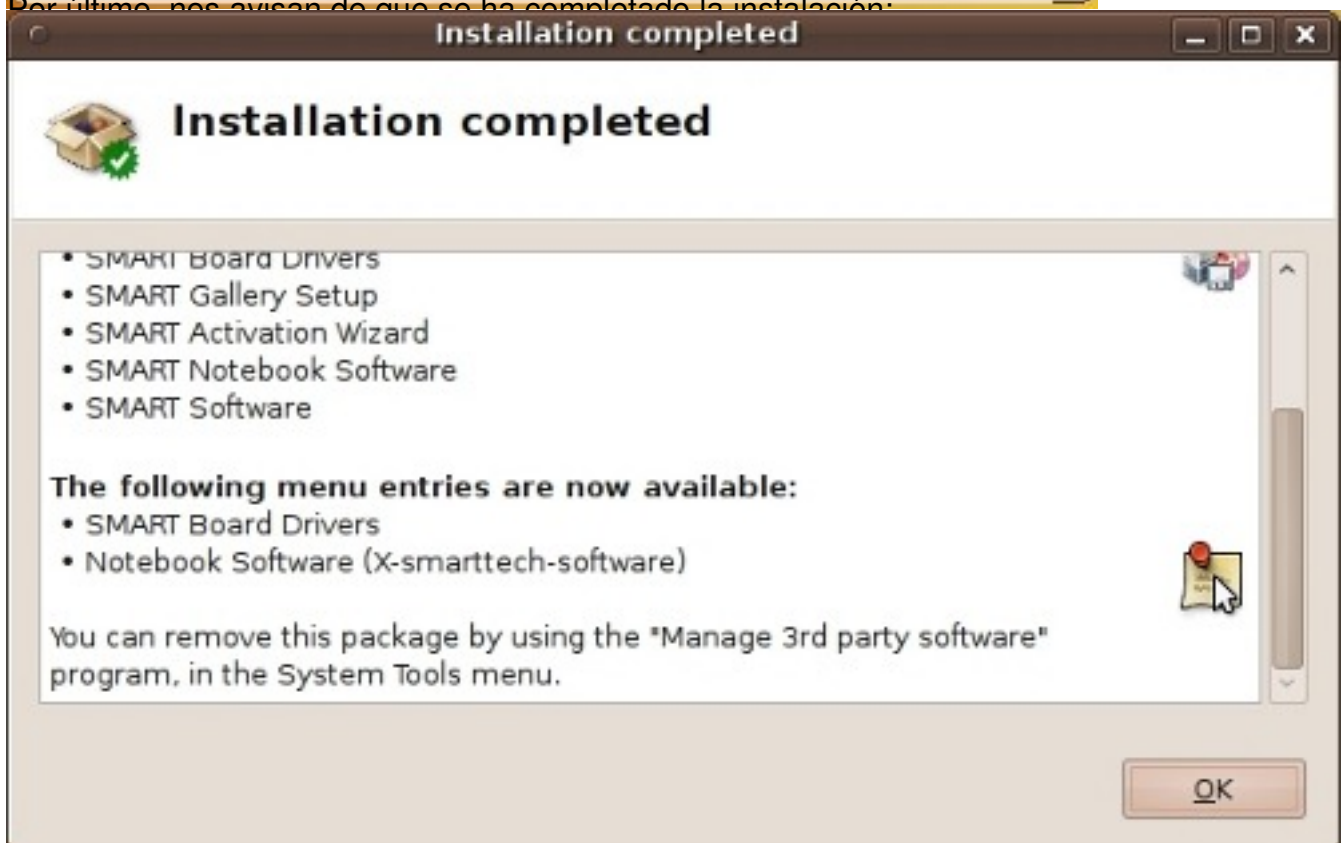 Por último, nos avisan de que se ha completado la instalación:
Installation completed
Installation completed
• SMART Board Drivers
• SMART Gallery Setup
• SMART Activation Wizard
• SMART Notebook Software
• SMART Software
The following menu entries are now available:
• SMART Board Drivers
• Notebook Software (X-smarttech-software)
You can remove this package by using the "Manage 3rd party software"
program, in the System Tools menu.
OK